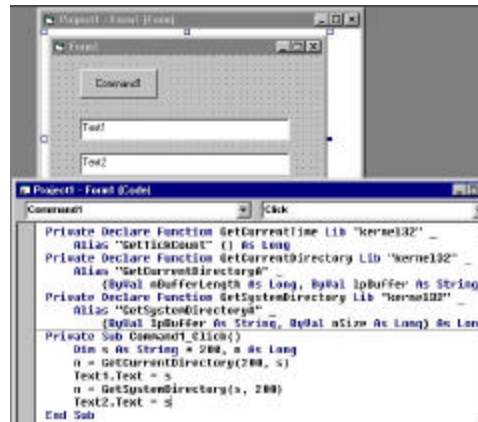 Project1 - Form1 (Form)
Form1
Command1
Text1
Text2
Project1 - Form1 (Code)
Command1
Click
Private Declare Function GetCurrentTime Lib "kernel32" _
Alias "GetTickCount" () As Long
Private Declare Function GetCurrentDirectory Lib "kernel32" _
Alias "GetCurrentDirectoryA" _
(ByVal nBufferLength As Long, ByVal lpBuffer As String
Private Declare Function GetSystemDirectory Lib "kernel32" _
Alias "GetSystemDirectoryA" _
(ByVal lpBuffer As String, ByVal nSize As Long) As Lon
Private Sub Command1_Click()
Dim s As String * 200, n As Long
n = GetCurrentDirectory(200, s)
Text1.Text = s
n = GetSystemDirectory(s, 200)
Text2.Text = s
End Sub